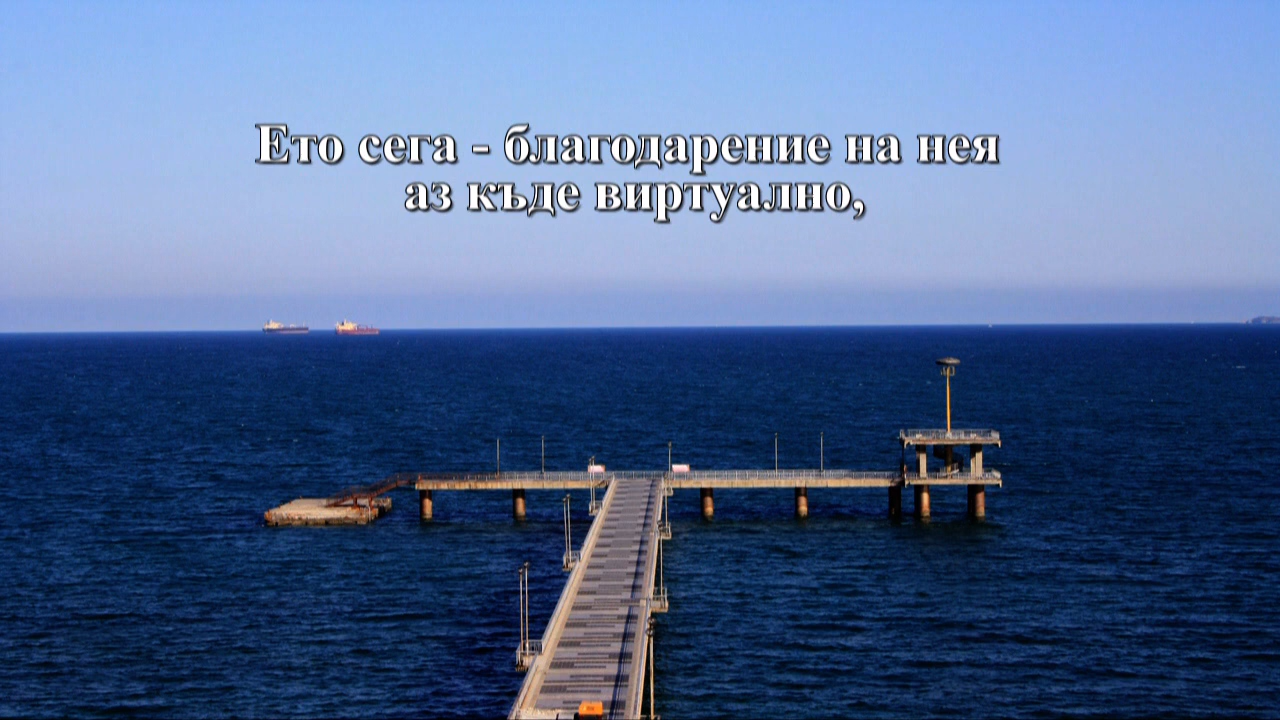 Ето сега - благодарение на нея
аз къде виртуално,